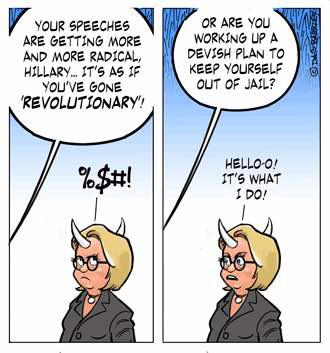 YOUR SPEECHES
ARE GETTING MORE
AND MORE RADICAL,
HILLARY... IT'S AS IF
YOU'VE GONE
'REVOLUTIONARY'!
%$#!
OR ARE YOU
WORKING UP A
DEVISH PLAN TO
KEEP YOURSELF
OUT OF JAIL?
HELLO-O!
IT'S WHAT
I DO!